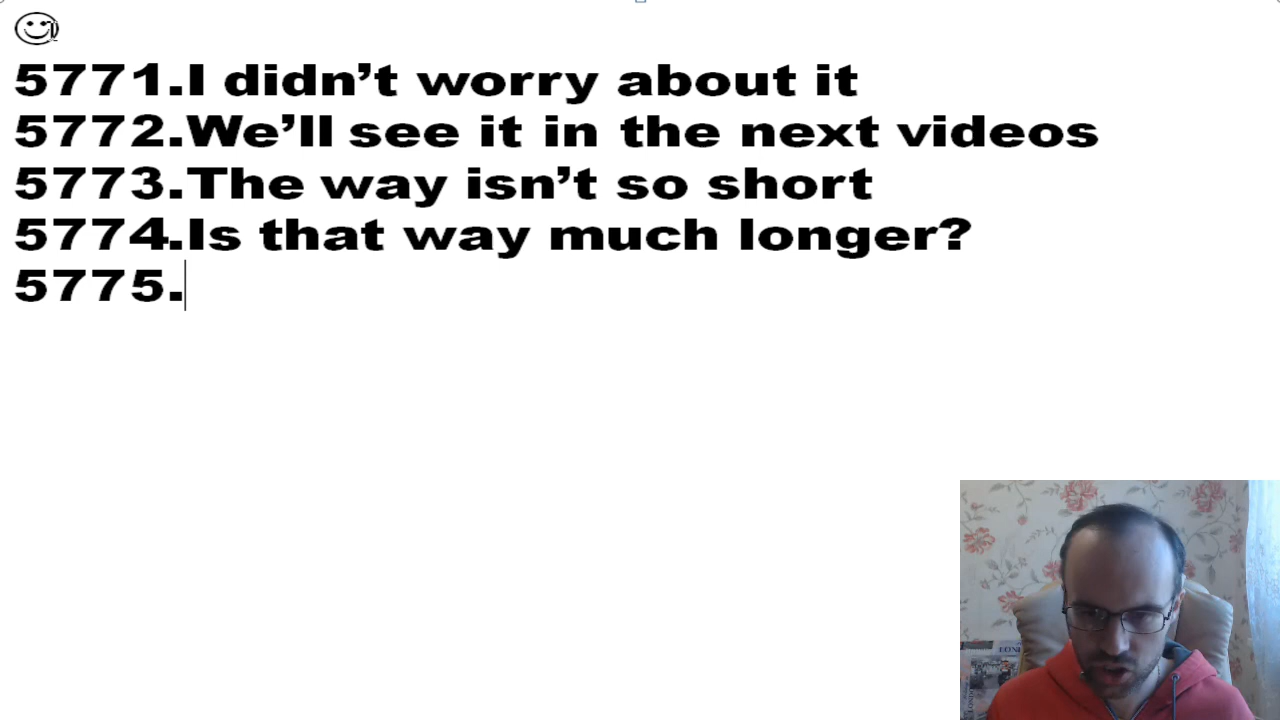 5771.I didn’t worry about it
5772.We’ll see it in the next videos
5773.The way isn’t so short
5774.Is that way much longer?
5775.